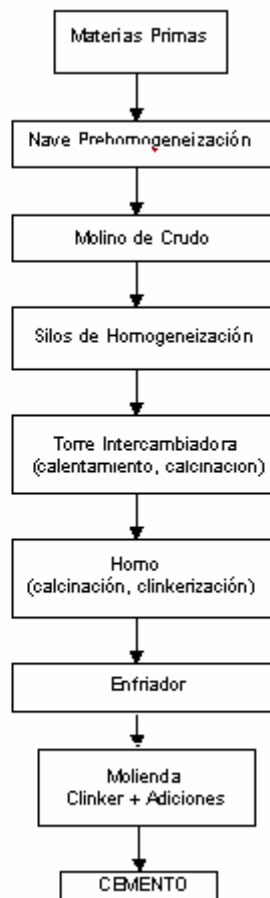 Materias Primas
Nave Prehomogeneización
Molino de Crudo
Silos de Homogeneización
Torre Intercambiadora
(calentamiento, calcinación)
Horno
(calcinación, clinkerización)
Enfriador
Molienda
Clinker + Adiciones
CEMENTO